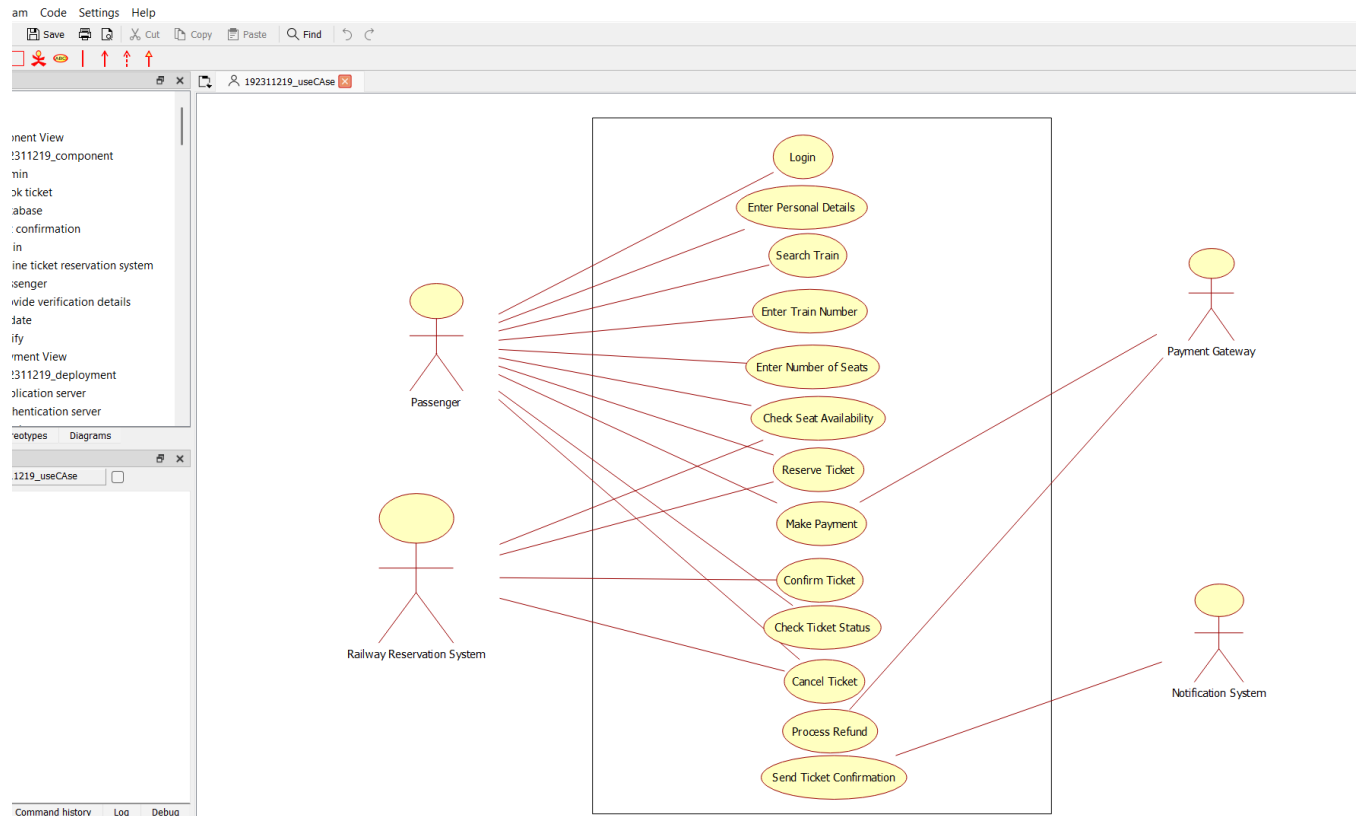 am Code Settings Help
Save Cut Copy Paste Find
ABC
192311219_useCAse
onent View
2311219_component
min
ok ticket
tabase
t confirmation
in
ine ticket reservation system
ssenger
ovide verification details
date
ify
yment View
2311219_deployment
plication server
thentication server
reotypes Diagrams
1219_useCAse
Command history Log Debug
Login
Enter Personal Details
Search Train
Enter Train Number
Enter Number of Seats
Check Seat Availability
Reserve Ticket
Make Payment
Confirm Ticket
Check Ticket Status
Cancel Ticket
Process Refund
Send Ticket Confirmation
Passenger
Railway Reservation System
Payment Gateway
Notification System